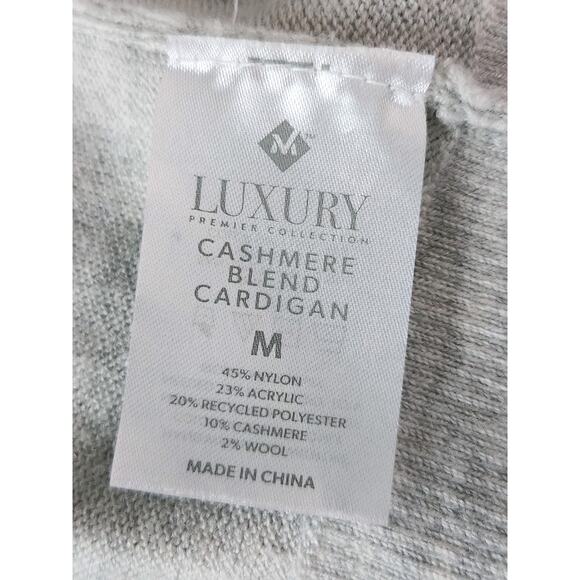 M™
LUXURY
PREMIER COLLECTION
CASHMERE
BLEND
CARDIGAN
M
45% NYLON
23% ACRYLIC
20% RECYCLED POLYESTER
10% CASHMERE
2% WOOL
MADE IN CHINA